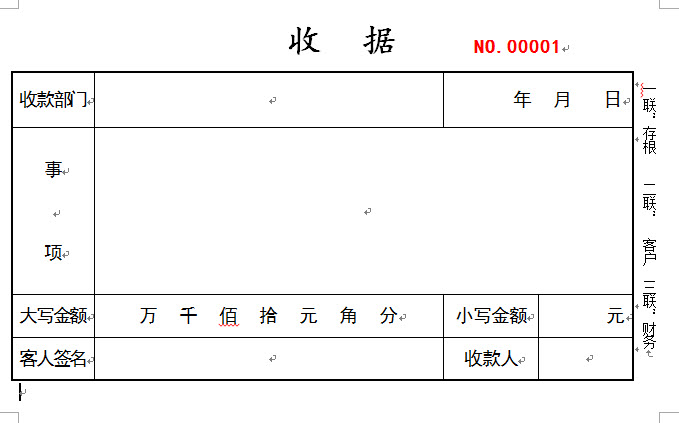 收 据 NO. 00001
收款部门 年 月 日
事
项
大写金额 万 千 佰 拾 元 角 分 小写金额 元
客人签名 收款人
一联：存根
二联：客户
三联：财务